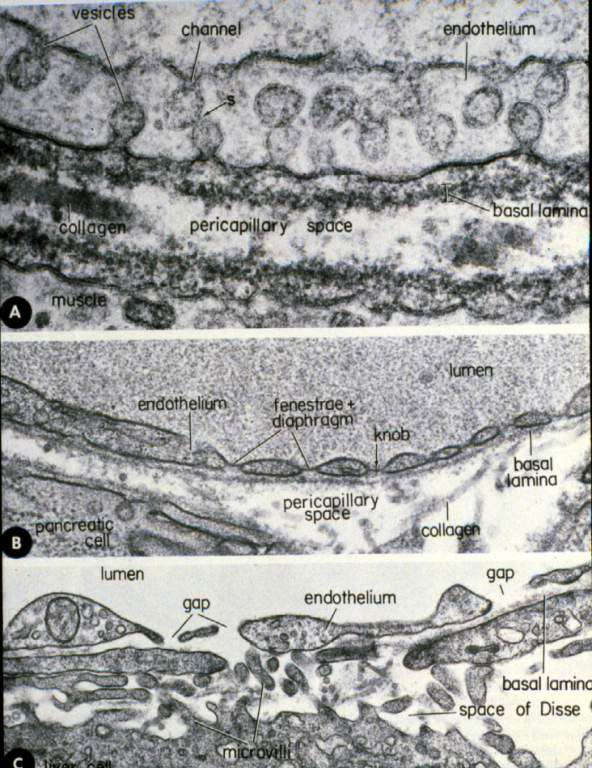 vesicles
channel
endothelium
s
basal lamina
collagen
pericapillary space
muscle
A
lumen
endothelium
fenestrae +
diaphragm
knob
basal
lamina
pericapillary
space
collagen
pancreatic
cell
B
lumen
gap
gap
endothelium
basal lamina
space of Disse
microvilli
C
liver cell